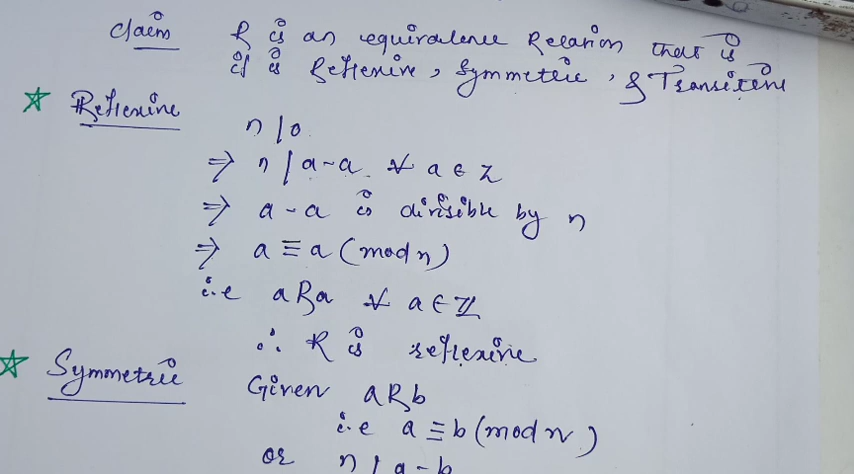 Claim R is an equivalence Relation that is
if is Reflexive, Symmetric, & Transitive
☆ Reflexive
n | 0
⇒ n | a-a. ∀ a ∈ Z
⇒ a-a is divisible by n
⇒ a ≡ a (mod n)
i.e aRa ∀ a ∈ Z
∴ R is reflexive
☆ Symmetric Given aRb
i.e a ≡ b (mod n)
or n | a-b